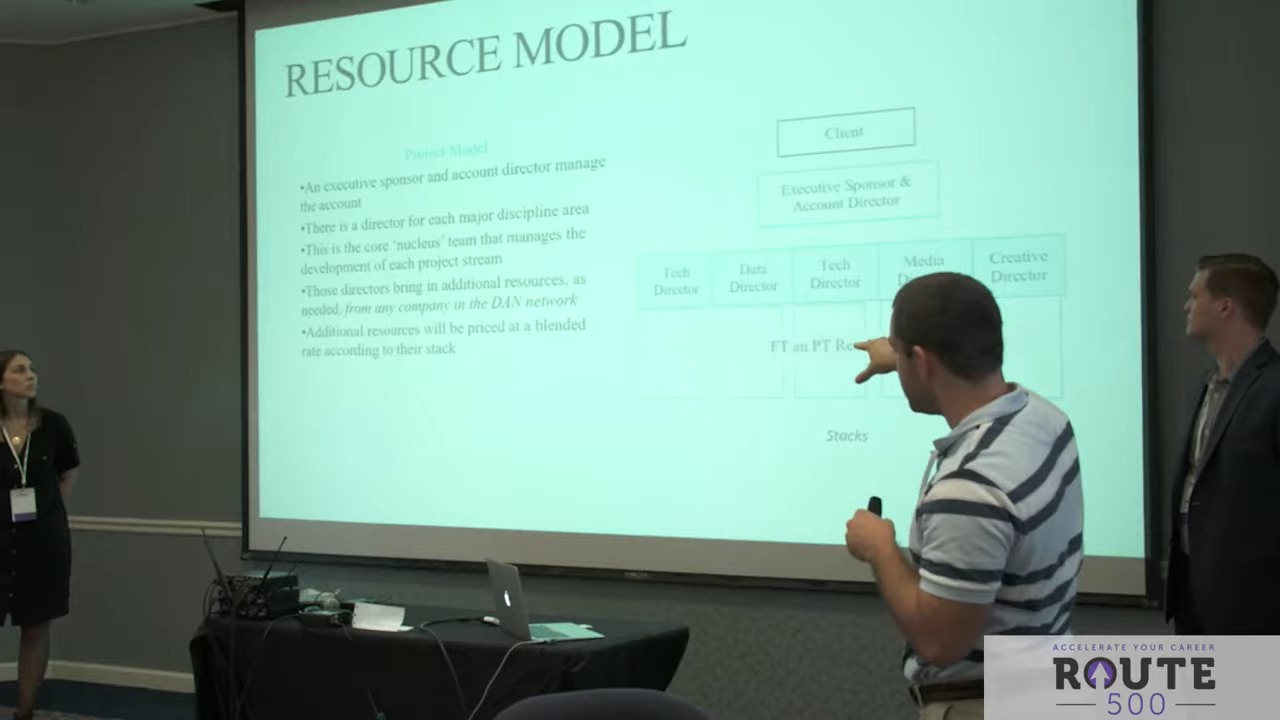 RESOURCE MODEL
Project Model
•An executive sponsor and account director manage
the account
•There is a director for each major discipline area
•This is the core 'nucleus' team that manages the
development of each project stream
•Those directors bring in additional resources, as
needed, from any company in the DAN network
•Additional resources will be priced at a blended
rate according to their stack
Client
Executive Sponsor &
Account Director
Tech
Director
Data
Director
Tech
Director
Media
Creative
Director
FT an PT
Stacks
ACCELERATE YOUR CAREER
ROUTE
500